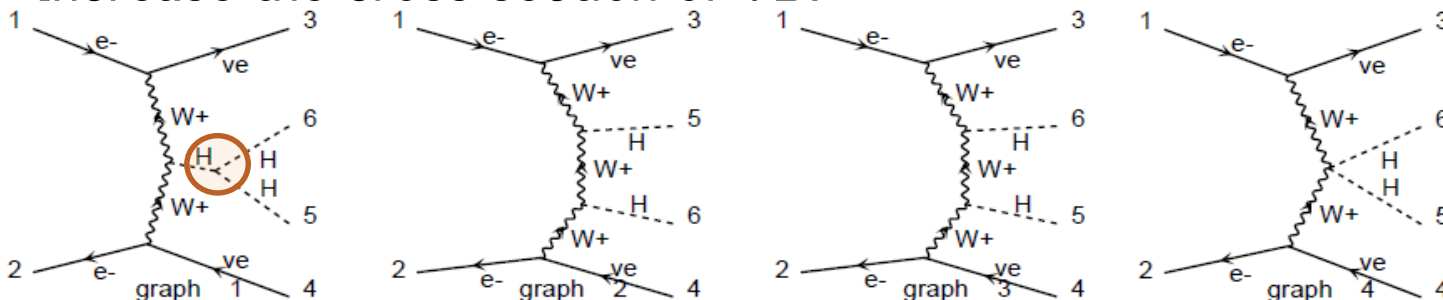 1 e- ve 3
W+
H H 6
H
W+ 5
2 e- ve
graph 1 4
1 e- ve 3
W+
H 5
W+
H 6
W+
2 e- ve
graph 2 4
1 e- ve 3
W+
H 6
W+
H 5
W+
2 e- ve
graph 3 4
1 e- ve 3
W+ 6
H
H
W+ 5
2 e- ve
graph 4 4